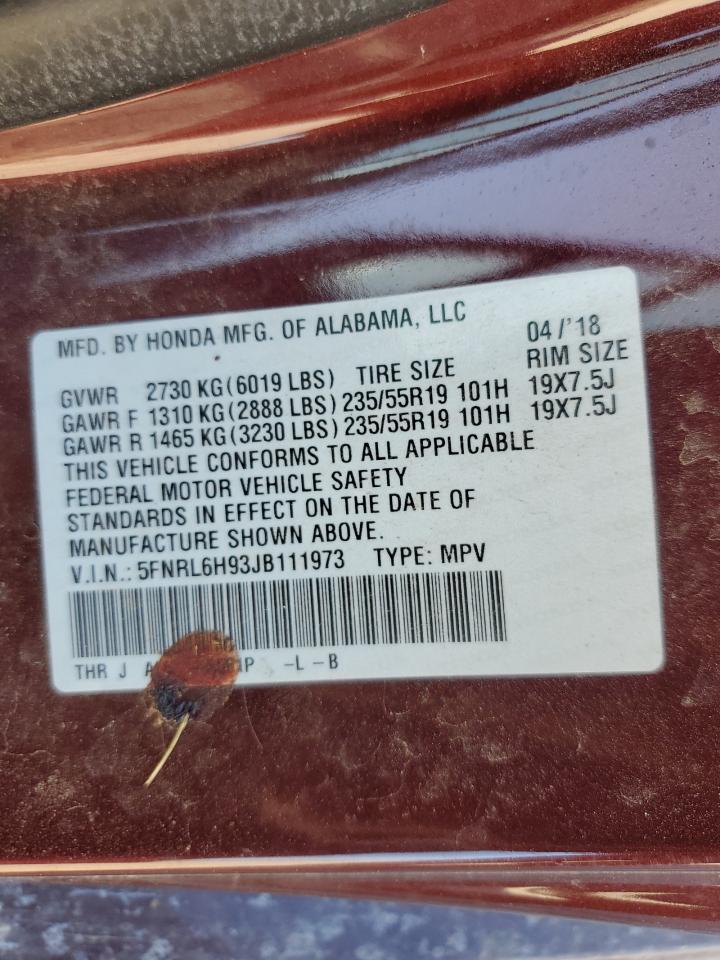 MFD. BY HONDA MFG. OF ALABAMA, LLC 04/'18
GVWR 2730 KG (6019 LBS) TIRE SIZE RIM SIZE
GAWR F 1310 KG (2888 LBS) 235/55R19 101H 19X7.5J
GAWR R 1465 KG (3230 LBS) 235/55R19 101H 19X7.5J
THIS VEHICLE CONFORMS TO ALL APPLICABLE
FEDERAL MOTOR VEHICLE SAFETY
STANDARDS IN EFFECT ON THE DATE OF
MANUFACTURE SHOWN ABOVE.
V.I.N.: 5FNRL6H93JB111973 TYPE: MPV
THR J -L -B